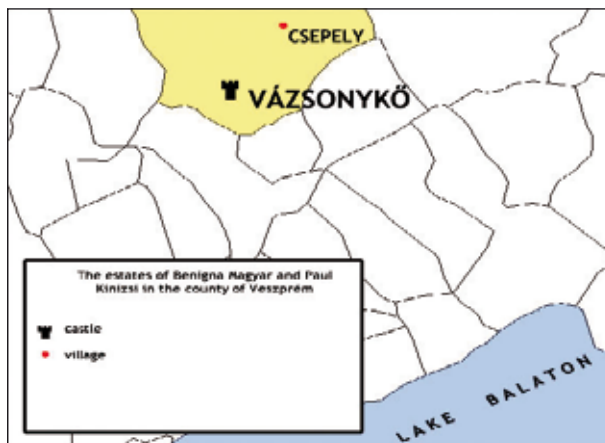 CSEPELY
VÁZSONYKŐ
The estates of Benigna Magyar and Paul
Kinizsi in the county of Veszprém
castle
village
LAKE BALATON